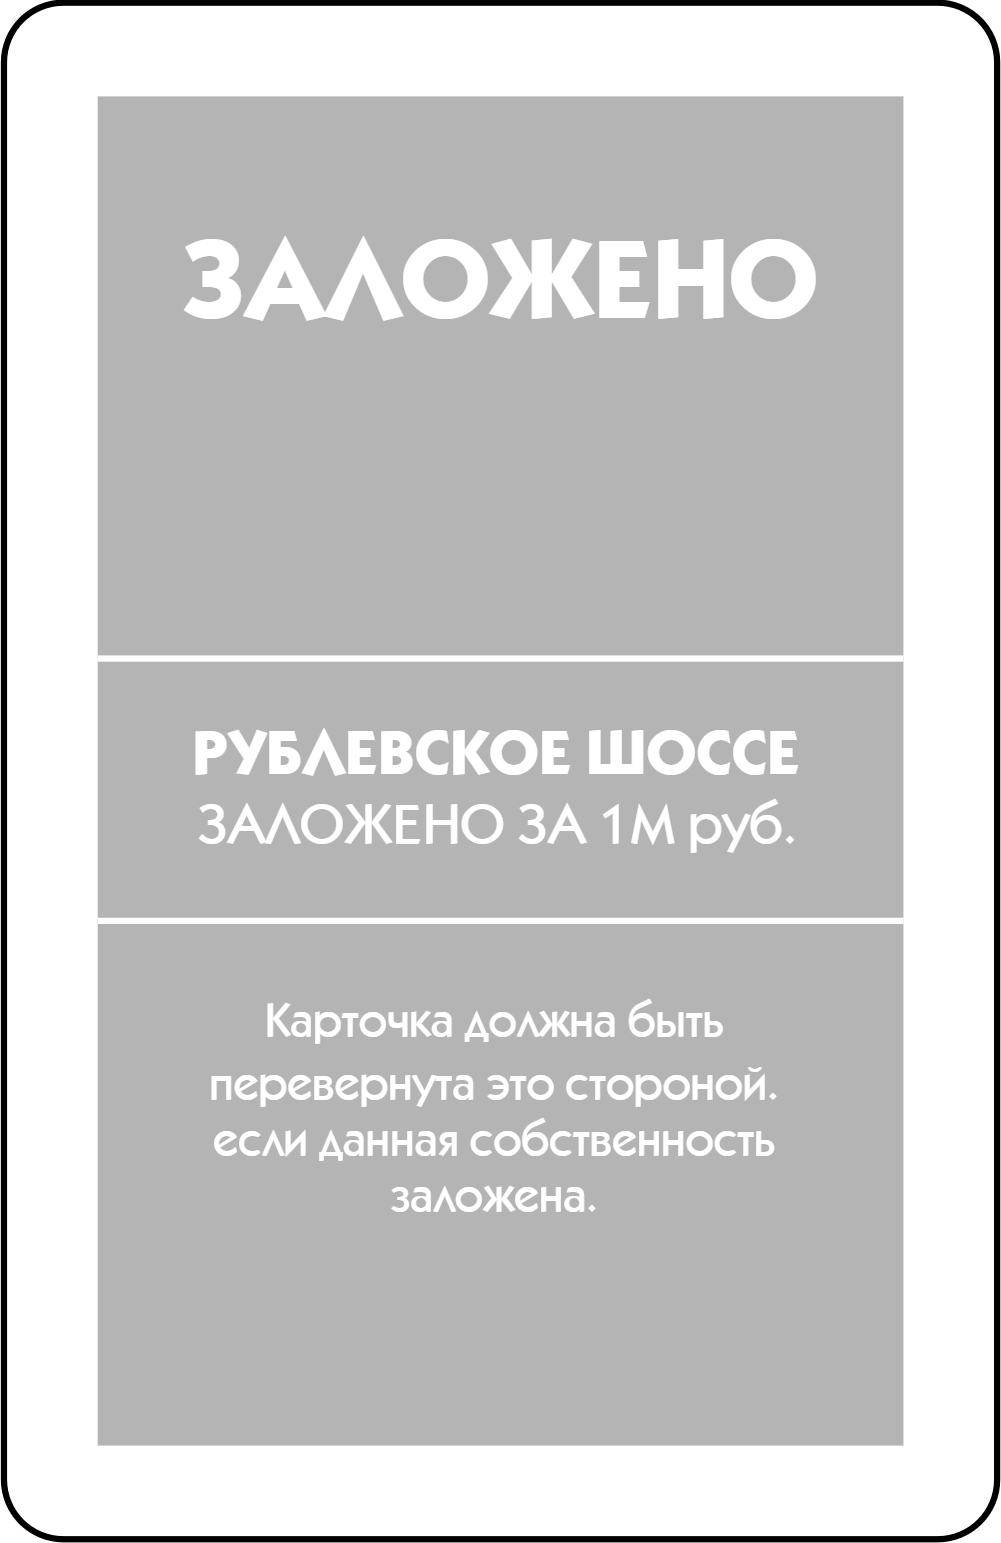 ЗАЛОЖЕНО
РУБЛЕВСКОЕ ШОССЕ
ЗАЛОЖЕНО ЗА 1М руб.
Карточка должна быть
перевернута это стороной.
если данная собственность
заложена.